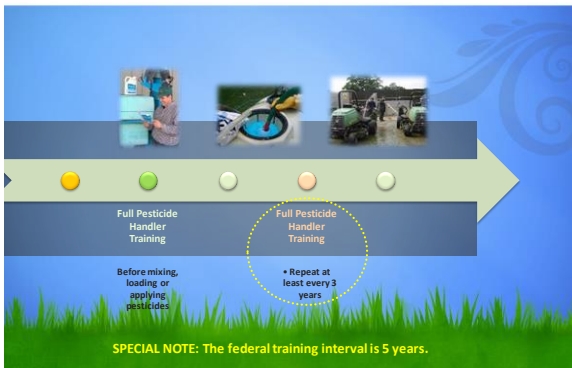 Full Pesticide
Handler
Training
Before mixing,
loading or
applying
pesticides
Full Pesticide
Handler
Training
• Repeat at
least every 3
years
SPECIAL NOTE: The federal training interval is 5 years.